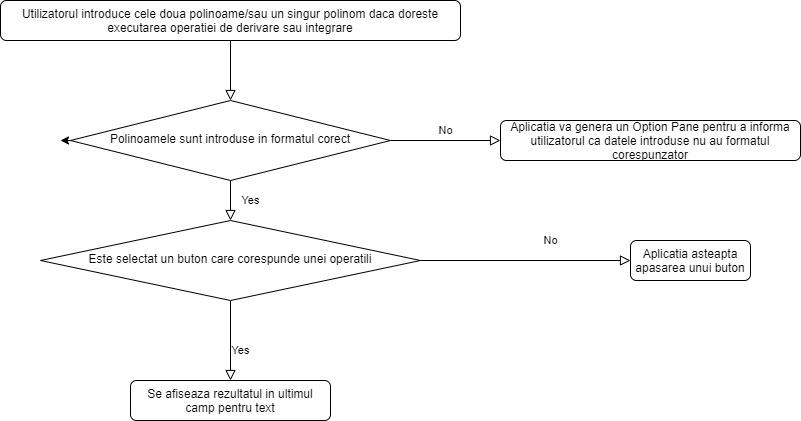 Utilizatorul introduce cele doua polinoame/sau un singur polinom daca doreste
executarea operatiei de derivare sau integrare
Polinoamele sunt introduse in formatul corect
No
Aplicatia va genera un Option Pane pentru a informa
utilizatorul ca datele introduse nu au formatul
corespunzator
Yes
Este selectat un buton care corespunde unei operatili
No
Aplicatia asteapta
apasarea unui buton
Yes
Se afiseaza rezultatul in ultimul
camp pentru text